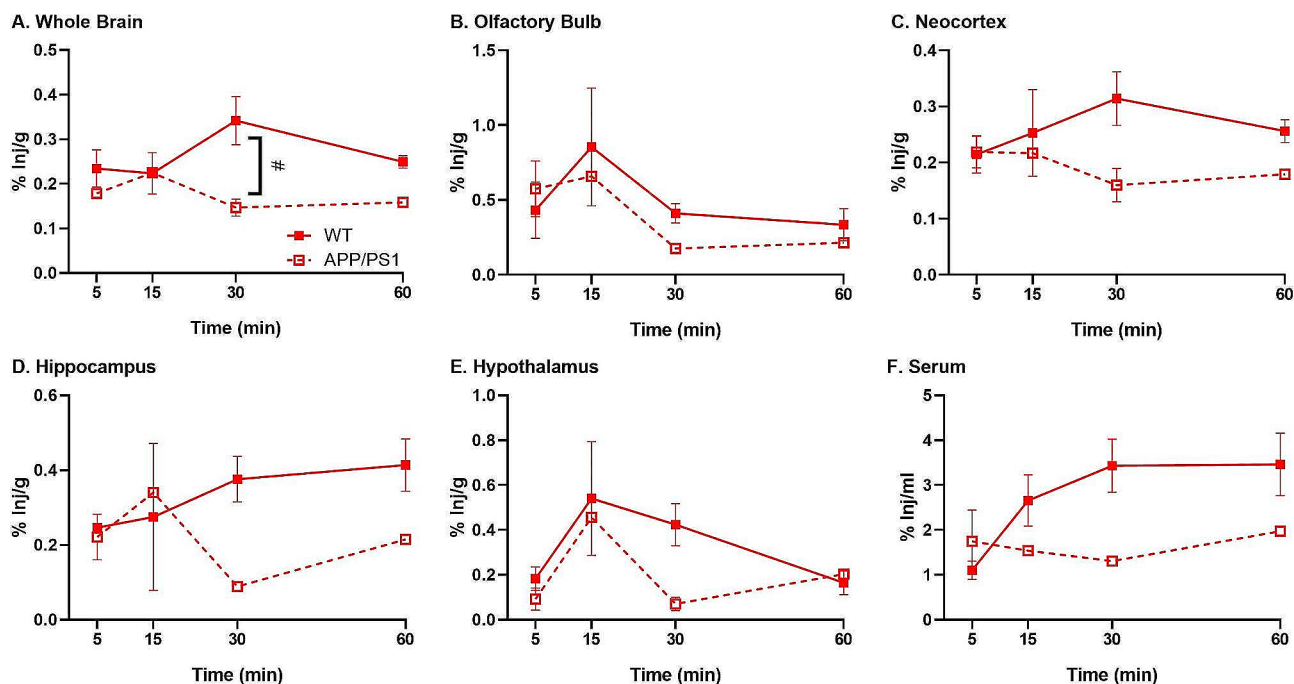 A. Whole Brain
% Inj/g
0.5
0.4
0.3
0.2
0.1
0.0
#
WT
APP/PS1
5 15 30 60
Time (min)
B. Olfactory Bulb
% Inj/g
1.5
1.0
0.5
0.0
5 15 30 60
Time (min)
C. Neocortex
% Inj/g
0.4
0.3
0.2
0.1
0.0
5 15 30 60
Time (min)
D. Hippocampus
% Inj/g
0.6
0.4
0.2
0.0
5 15 30 60
Time (min)
E. Hypothalamus
% Inj/g
1.0
0.8
0.6
0.4
0.2
0.0
5 15 30 60
Time (min)
F. Serum
% Inj/ml
5
4
3
2
1
0
5 15 30 60
Time (min)